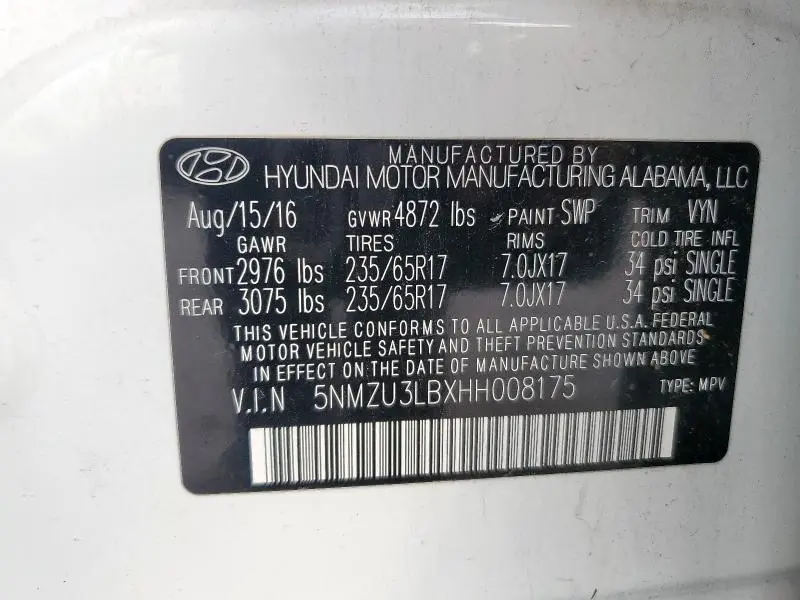 MANUFACTURED BY
HYUNDAI MOTOR MANUFACTURING ALABAMA, LLC
Aug/15/16 GVWR 4872 lbs PAINT SWP TRIM VYN
GAWR TIRES RIMS COLD TIRE INFL
FRONT 2976 lbs 235/65R17 7.0JX17 34 psi SINGLE
REAR 3075 lbs 235/65R17 7.0JX17 34 psi SINGLE
THIS VEHICLE CONFORMS TO ALL APPLICABLE U.S.A. FEDERAL
MOTOR VEHICLE SAFETY AND THEFT PREVENTION STANDARDS
IN EFFECT ON THE DATE OF MANUFACTURE SHOWN ABOVE
V.I.N 5NMZU3LBXHH008175 TYPE: MPV